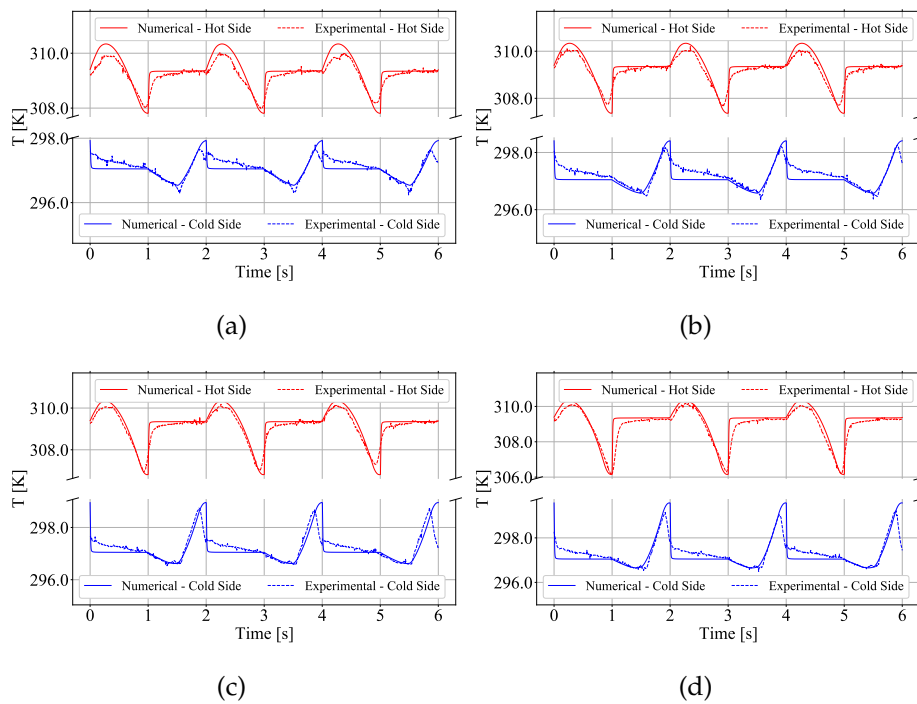 Numerical - Hot Side Experimental - Hot Side
310.0
308.0
T [K]
298.0
296.0
Numerical - Cold Side Experimental - Cold Side
0 1 2 3 4 5 6
Time [s]
(a)
Numerical - Hot Side Experimental - Hot Side
310.0
308.0
T [K]
298.0
296.0
Numerical - Cold Side Experimental - Cold Side
0 1 2 3 4 5 6
Time [s]
(b)
Numerical - Hot Side Experimental - Hot Side
310.0
308.0
T [K]
298.0
296.0
Numerical - Cold Side Experimental - Cold Side
0 1 2 3 4 5 6
Time [s]
(c)
Numerical - Hot Side Experimental - Hot Side
310.0
308.0
306.0
T [K]
298.0
296.0
Numerical - Cold Side Experimental - Cold Side
0 1 2 3 4 5 6
Time [s]
(d)